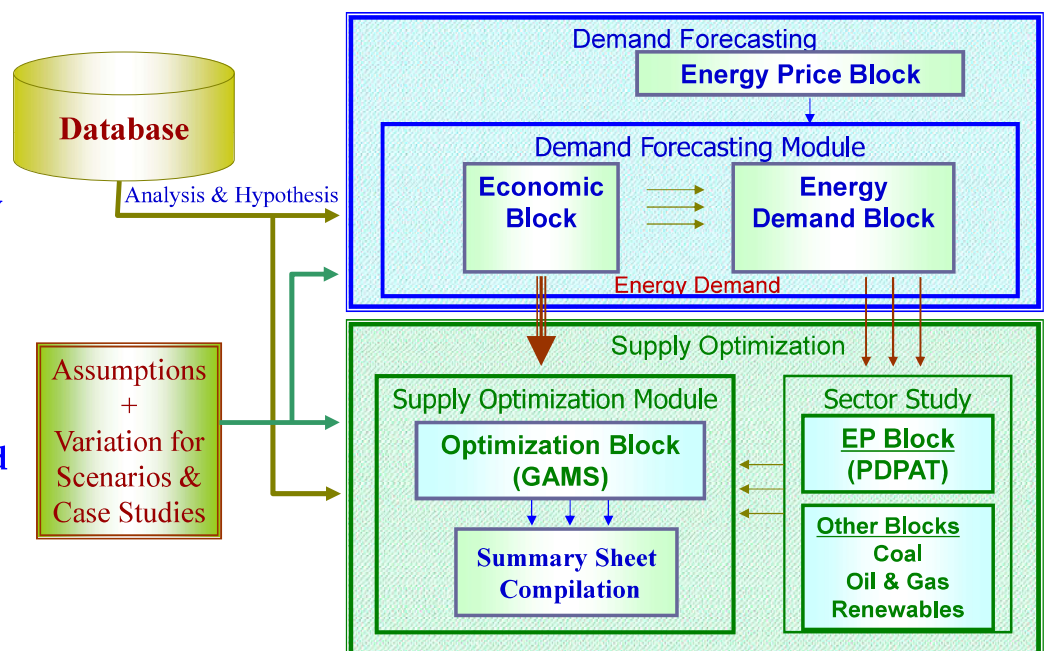 Demand Forecasting
Energy Price Block
Database
Demand Forecasting Module
Analysis & Hypothesis
Economic
Block
Energy
Demand Block
Energy Demand
Supply Optimization
Assumptions
+
Variation for
Scenarios &
Case Studies
Supply Optimization Module
Optimization Block
(GAMS)
Summary Sheet
Compilation
Sector Study
EP Block
(PDPAT)
Other Blocks
Coal
Oil & Gas
Renewables